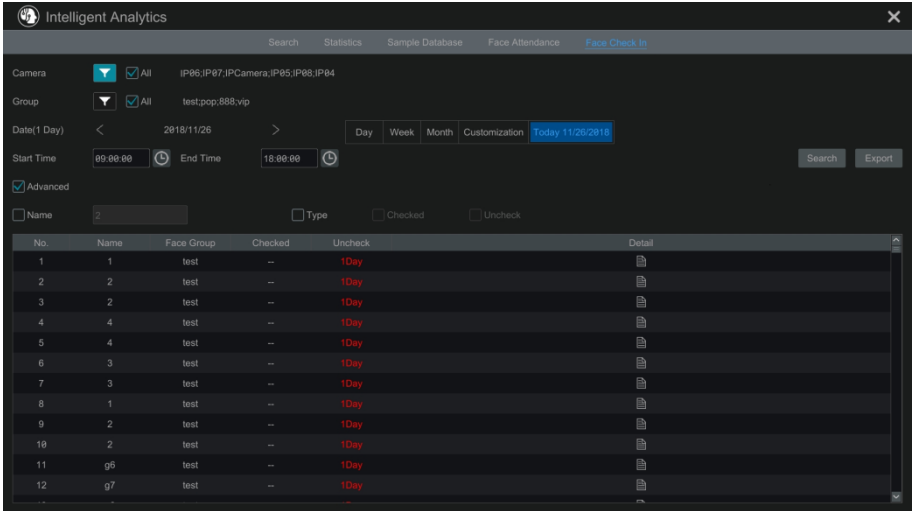 Intelligent Analytics
Search Statistics Sample Database Face Attendance Face Check In
Camera All IP06;IP07;IPCamera;IP05;IP08;IP04
Group All test;pop;888;vip
Date(1 Day) < 2018/11/26 > Day Week Month Customization Today 11/26/2018
Start Time 09:00:00 End Time 18:00:00 Search Export
Advanced
Name 2 Type Checked Uncheck
No. Name Face Group Checked Uncheck Detail
1 1 test -- 1Day
2 2 test -- 1Day
3 2 test -- 1Day
4 4 test -- 1Day
5 4 test -- 1Day
6 3 test -- 1Day
7 3 test -- 1Day
8 1 test -- 1Day
9 2 test -- 1Day
10 2 test -- 1Day
11 g6 test -- 1Day
12 g7 test -- 1Day